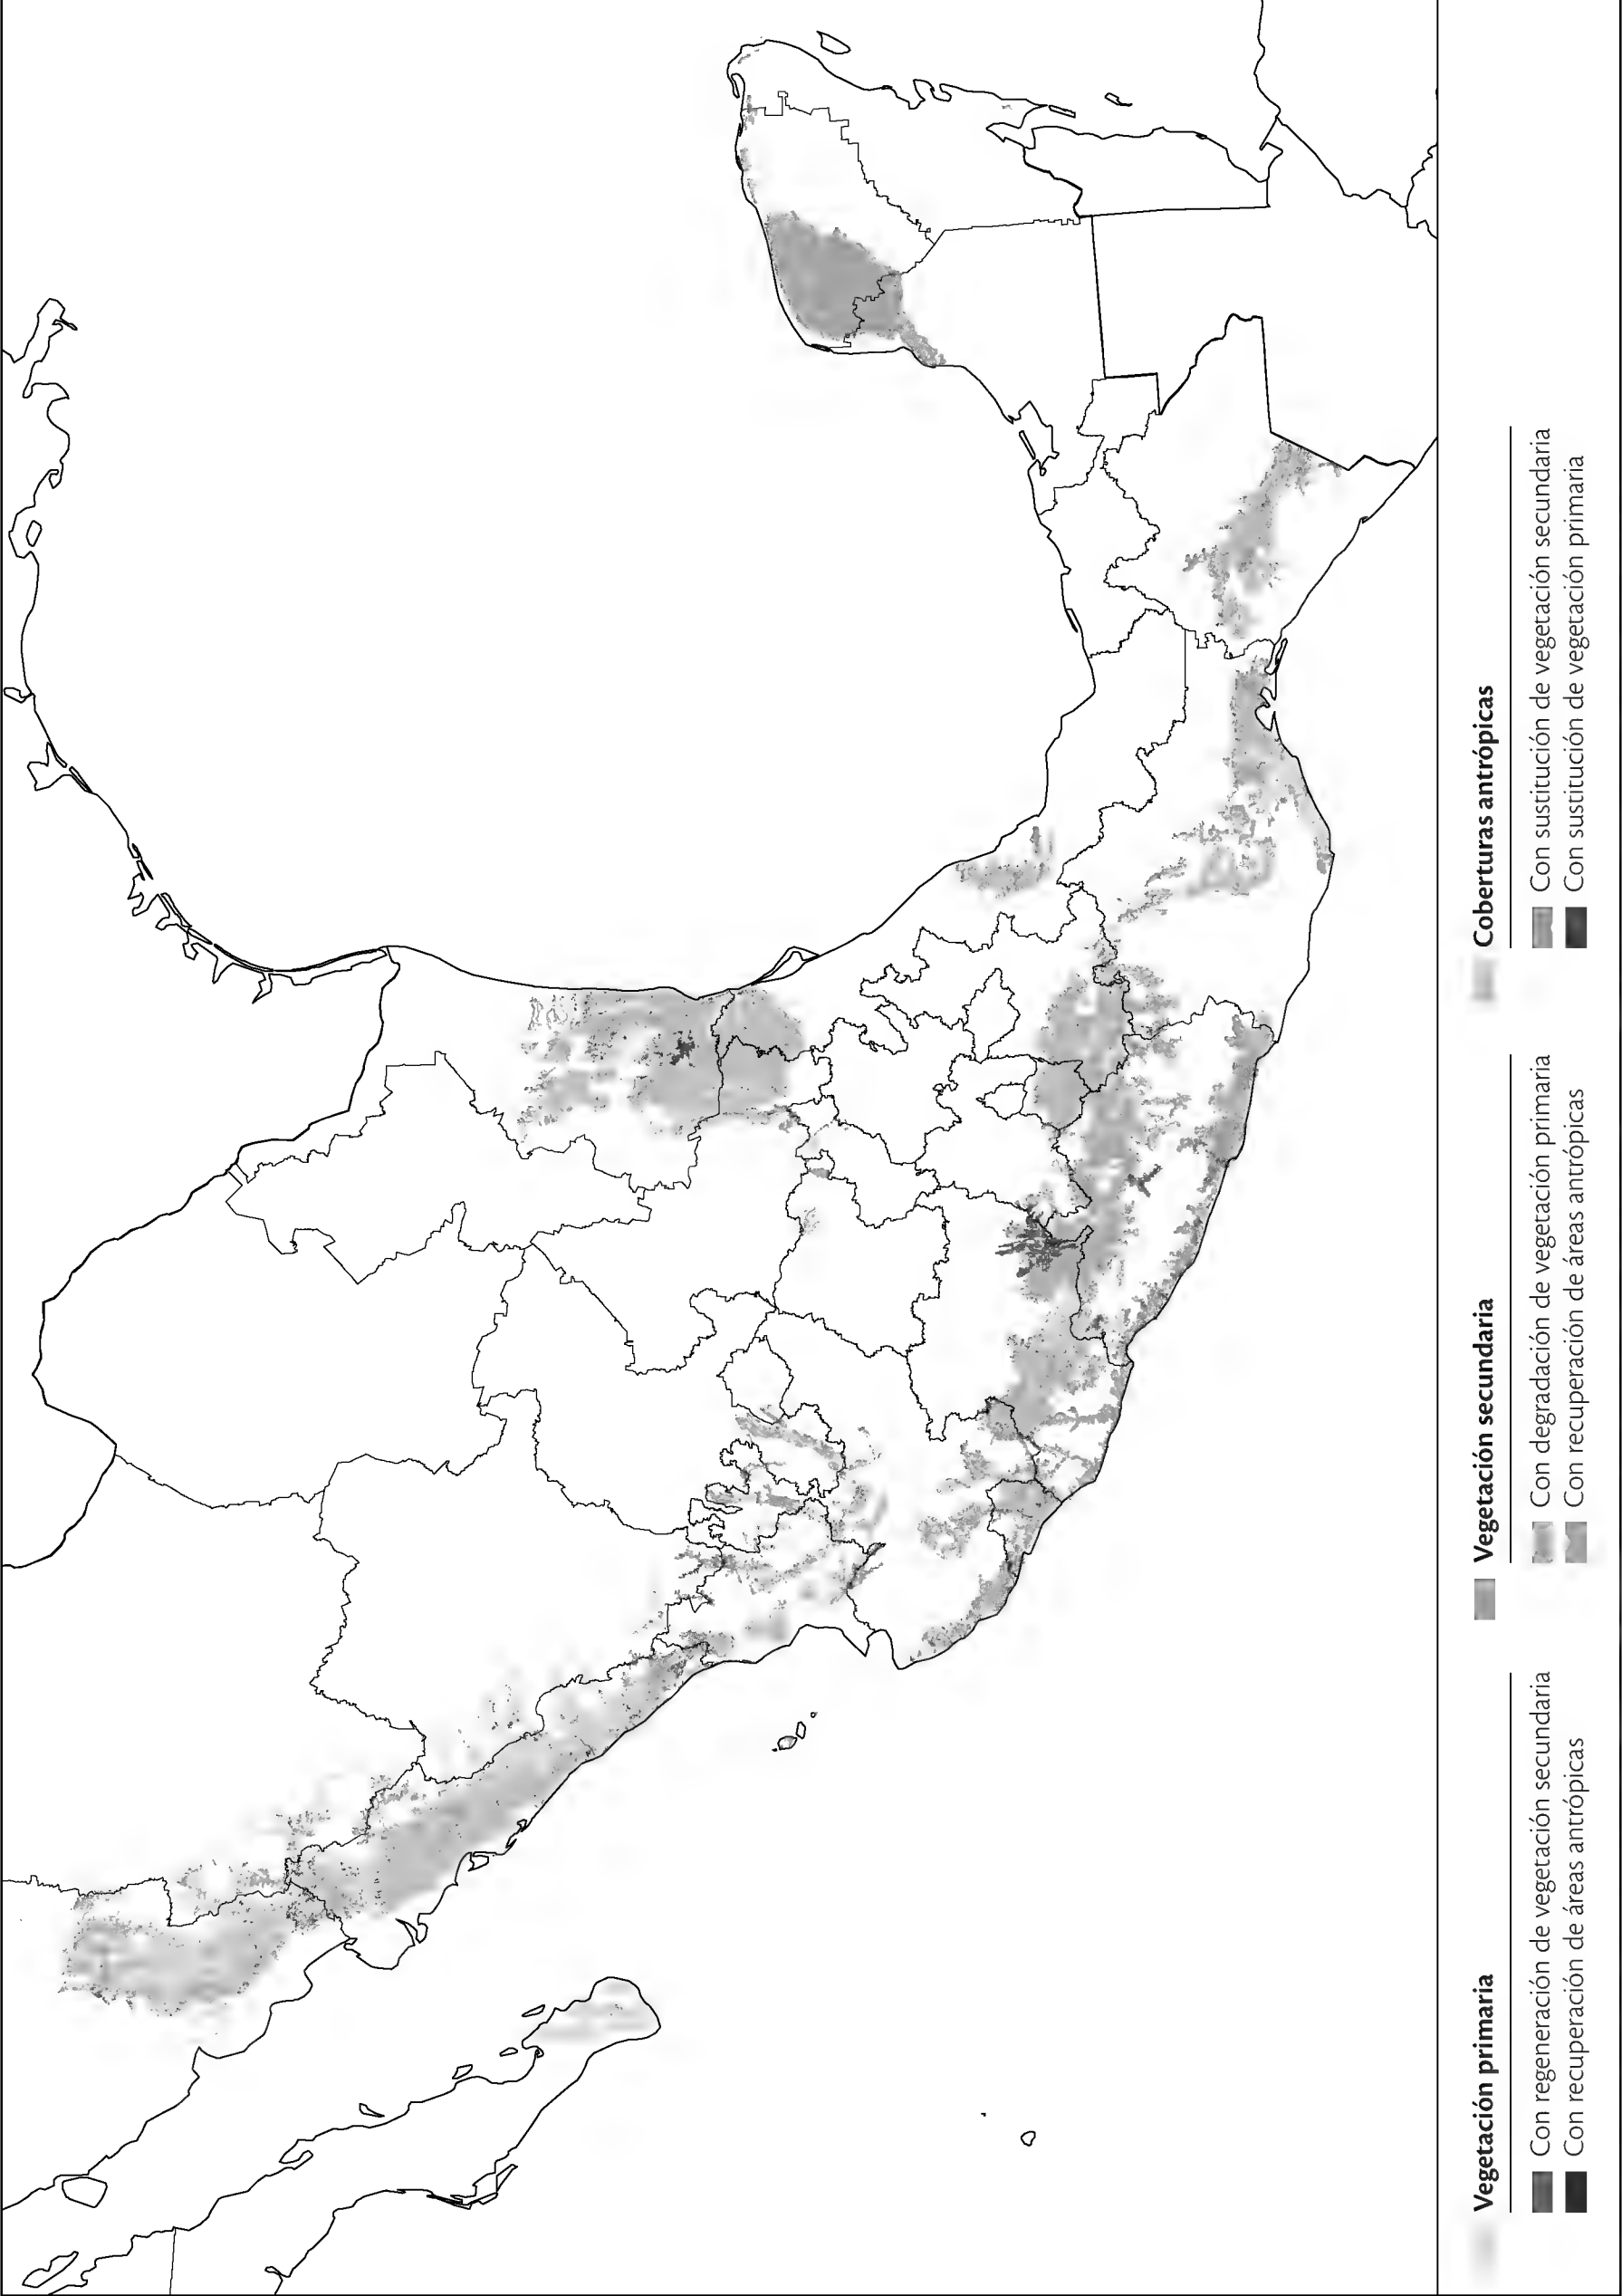 Vegetación primaria
Con regeneración de vegetación secundaria
Con recuperación de áreas antrópicas
Vegetación secundaria
Con degradación de vegetación primaria
Con recuperación de áreas antrópicas
Coberturas antrópicas
Con sustitución de vegetación secundaria
Con sustitución de vegetación primaria